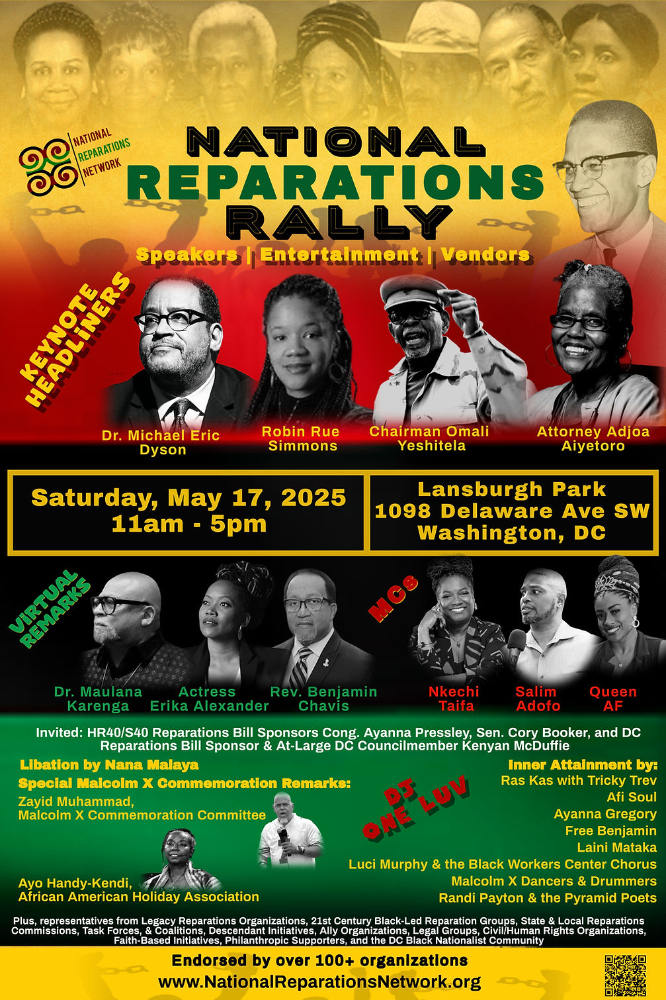 NATIONAL
REPARATIONS
NETWORK
NATIONAL
REPARATIONS
RALLY
Speakers | Entertainment | Vendors
KEYNOTE
HEADLiNERS
Dr. Michael Eric
Dyson
Robin Rue
Simmons
Chairman Omali
Yeshitela
Attorney Adjoa
Aiyetoro
Saturday, May 17, 2025
11am - 5pm
Lansburgh Park
1098 Delaware Ave SW
Washington, DC
ViRTUAL
REMARKS
Dr. Maulana
Karenga
Actress
Erika Alexander
Rev. Benjamin
Chavis
MCs
Nkechi
Taifa
Salim
Adofo
Queen
AF
Invited: HR40/S40 Reparations Bill Sponsors Cong. Ayanna Pressley, Sen. Cory Booker, and DC
Reparations Bill Sponsor & At-Large DC Councilmember Kenyan McDuffie
Libation by Nana Malaya
Special Malcolm X Commemoration Remarks:
Zayid Muhammad,
Malcolm X Commemoration Committee
Ayo Handy-Kendi,
African American Holiday Association
DJ
ONE LUV
Inner Attainment by:
Ras Kas with Tricky Trev
Afi Soul
Ayanna Gregory
Free Benjamin
Laini Mataka
Luci Murphy & the Black Workers Center Chorus
Malcolm X Dancers & Drummers
Randi Payton & the Pyramid Poets
Plus, representatives from Legacy Reparations Organizations, 21st Century Black-Led Reparation Groups, State & Local Reparations
Commissions, Task Forces, & Coalitions, Descendant Initiatives, Ally Organizations, Legal Groups, Civil/Human Rights Organizations,
Faith-Based Initiatives, Philanthropic Supporters, and the DC Black Nationalist Community
Endorsed by over 100+ organizations
www.NationalReparationsNetwork.org